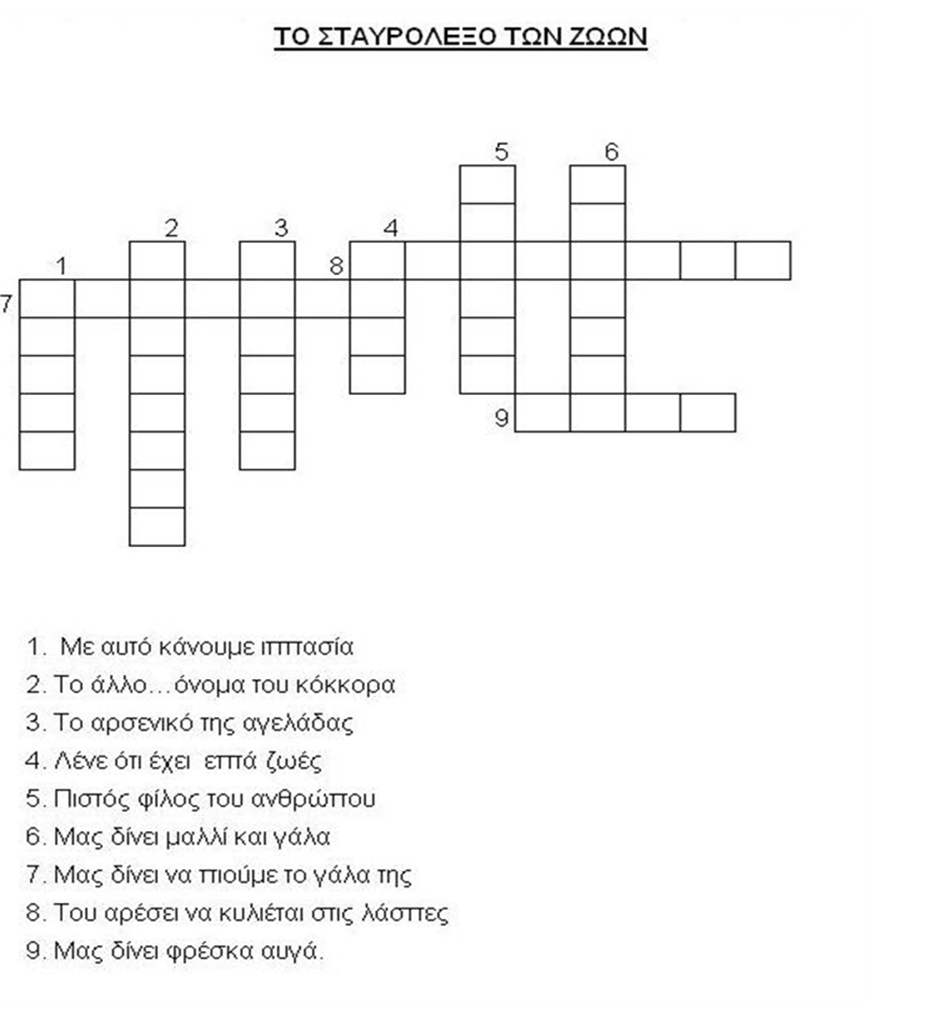 ΤΟ ΣΤΑΥΡΟΛΕΞΟ ΤΩΝ ΖΩΩΝ
5 6
2 3 4
1 8
7
9
1. Με αυτό κάνουμε ιππασία
2. Το άλλο…όνομα του κόκκορα
3. Το αρσενικό της αγελάδας
4. Λένε ότι έχει επτά ζωές
5. Πιστός φίλος του ανθρώπου
6. Μας δίνει μαλλί και γάλα
7. Μας δίνει να πιούμε το γάλα της
8. Του αρέσει να κυλιέται στις λάσπες
9. Μας δίνει φρέσκα αυγά.